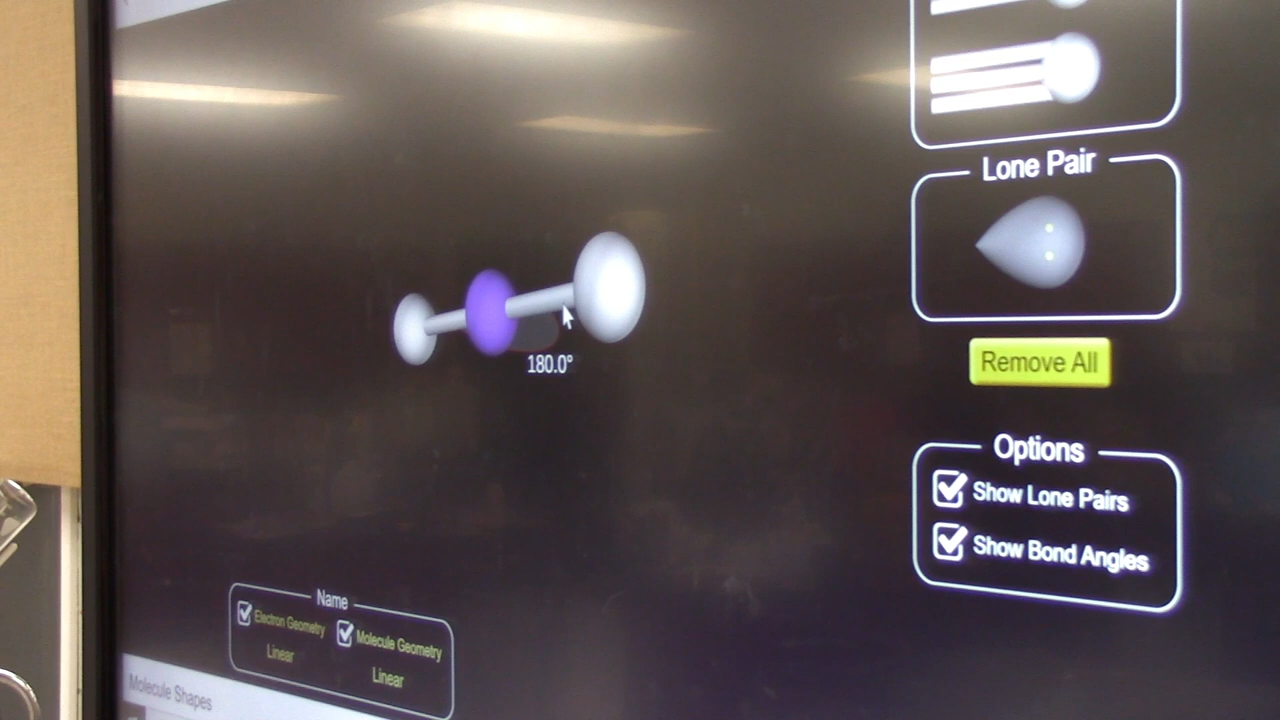 Lone Pair
180.0°
Remove All
Options
Show Lone Pairs
Show Bond Angles
Name
Electron Geometry
Molecule Geometry
Linear
Linear
Molecule Shapes